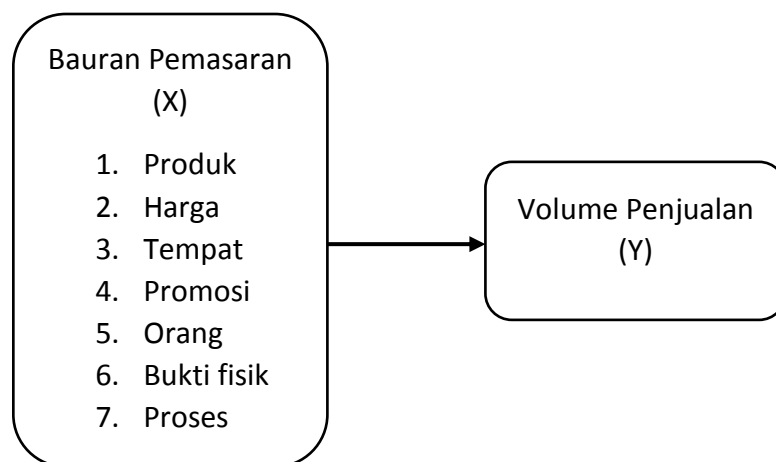 Bauran Pemasaran
(X)
1. Produk
2. Harga
3. Tempat
4. Promosi
5. Orang
6. Bukti fisik
7. Proses
Volume Penjualan
(Y)